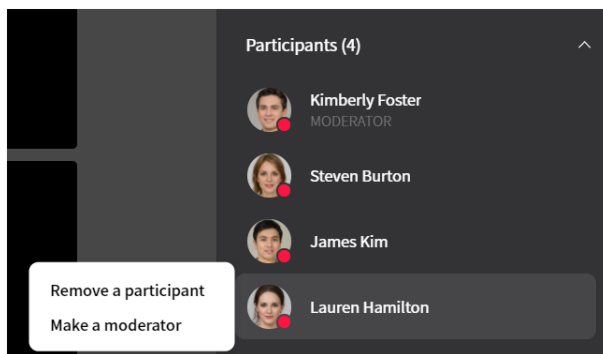 Participants (4)
Kimberly Foster
MODERATOR
Steven Burton
James Kim
Lauren Hamilton
Remove a participant
Make a moderator